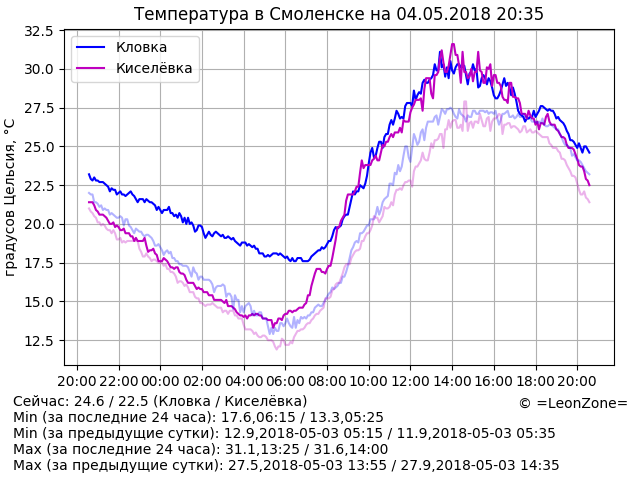 Температура в Смоленске на 04.05.2018 20:35
Кловка
Киселёвка
градусов Цельсия, °C
32.5
30.0
27.5
25.0
22.5
20.0
17.5
15.0
12.5
20:00 22:00 00:00 02:00 04:00 06:00 08:00 10:00 12:00 14:00 16:00 18:00 20:00
Сейчас: 24.6 / 22.5 (Кловка / Киселёвка)
© =LeonZone=
Min (за последние 24 часа): 17.6,06:15 / 13.3,05:25
Min (за предыдущие сутки): 12.9,2018-05-03 05:15 / 11.9,2018-05-03 05:35
Max (за последние 24 часа): 31.1,13:25 / 31.6,14:00
Max (за предыдущие сутки): 27.5,2018-05-03 13:55 / 27.9,2018-05-03 14:35